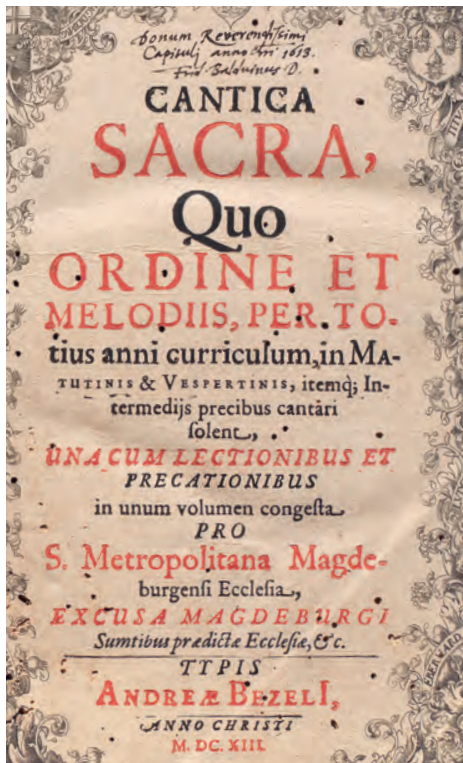 Donum Reverendissimi
Capituli anno Chri 1613.
Frid. Balduinus D.
CANTICA
SACRA,
Quo
ORDINE ET
MELODIIS, PER TO-
tius anni curriculum, in MA-
TUTINIS & VESPERTINIS, itemq; In-
termedijs precibus cantari
ſolent,
UNA CUM LECTIONIBUS ET
PRECATIONIBUS
in unum volumen congeſta
PRO
S. Metropolitana Magde-
burgenſi Eccleſia,
EXCUSA MAGDEBURGI
Sumtibus prædictæ Eccleſiæ, &c.
TYPIS
ANDREÆ BEZELI,
ANNO CHRISTI
M. DC. XIII.